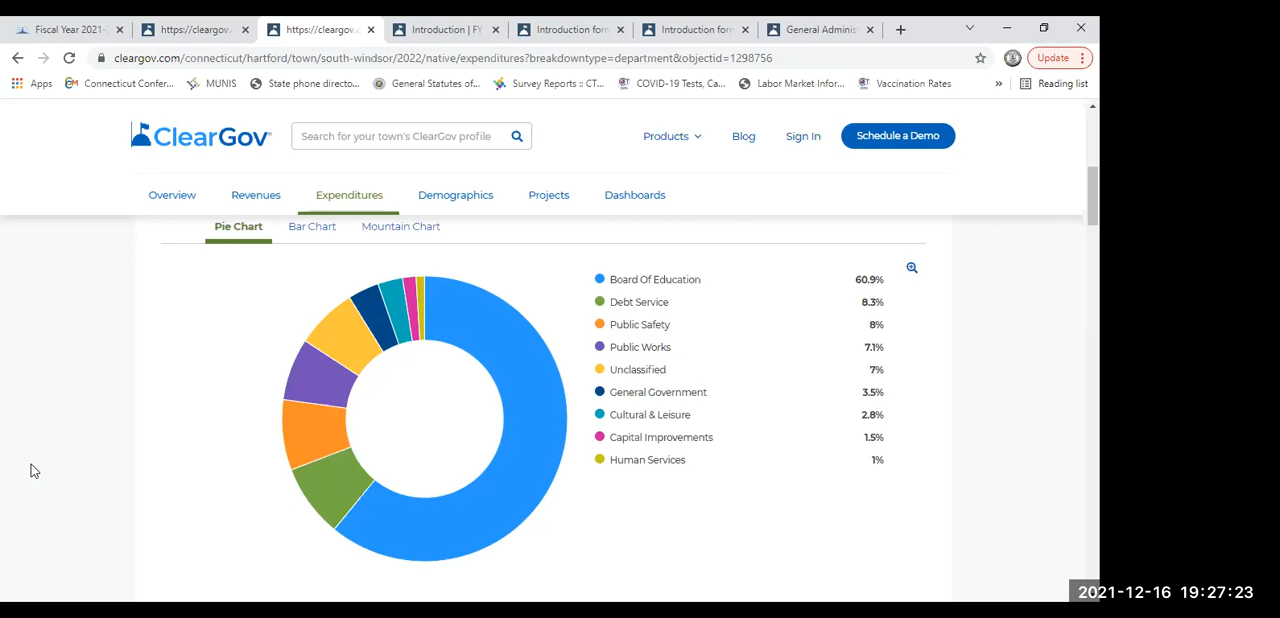 Fiscal Year 2021- https://cleargov. https://cleargov.c Introduction | FY Introduction for Introduction for General Adminis
cleargov.com/connecticut/hartford/town/south-windsor/2022/native/expenditures?breakdowntype=department&objectid=1298756 Update
Apps Connecticut Confer... MUNIS State phone directo... General Statutes of... Survey Reports :: CT... COVID-19 Tests, Ca... Labor Market Infor... Vaccination Rates » Reading list
ClearGov Search for your town's ClearGov profile Products Blog Sign In Schedule a Demo
Overview Revenues Expenditures Demographics Projects Dashboards
Pie Chart Bar Chart Mountain Chart
Board Of Education 60.9%
Debt Service 8.3%
Public Safety 8%
Public Works 7.1%
Unclassified 7%
General Government 3.5%
Cultural & Leisure 2.8%
Capital Improvements 1.5%
Human Services 1%
2021-12-16 19:27:23